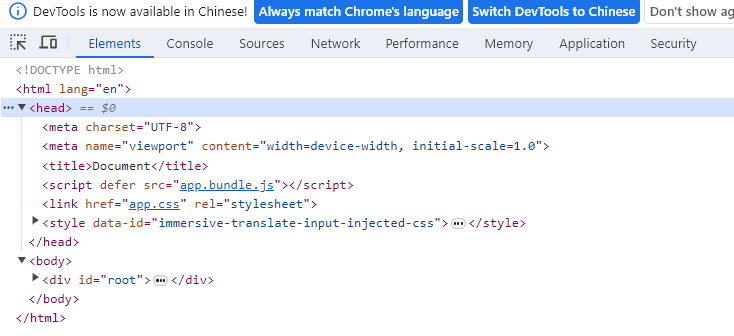 DevTools is now available in Chinese! Always match Chrome's language Switch DevTools to Chinese Don't show ag
Elements Console Sources Network Performance Memory Application Security
<!DOCTYPE html>
<html lang="en">
••• ▼<head> == $0
<meta charset="UTF-8">
<meta name="viewport" content="width=device-width, initial-scale=1.0">
<title>Document</title>
<script defer src="app.bundle.js"></script>
<link href="app.css" rel="stylesheet">
▶<style data-id="immersive-translate-input-injected-css">•••</style>
</head>
▼<body>
▶<div id="root">•••</div>
</body>
</html>